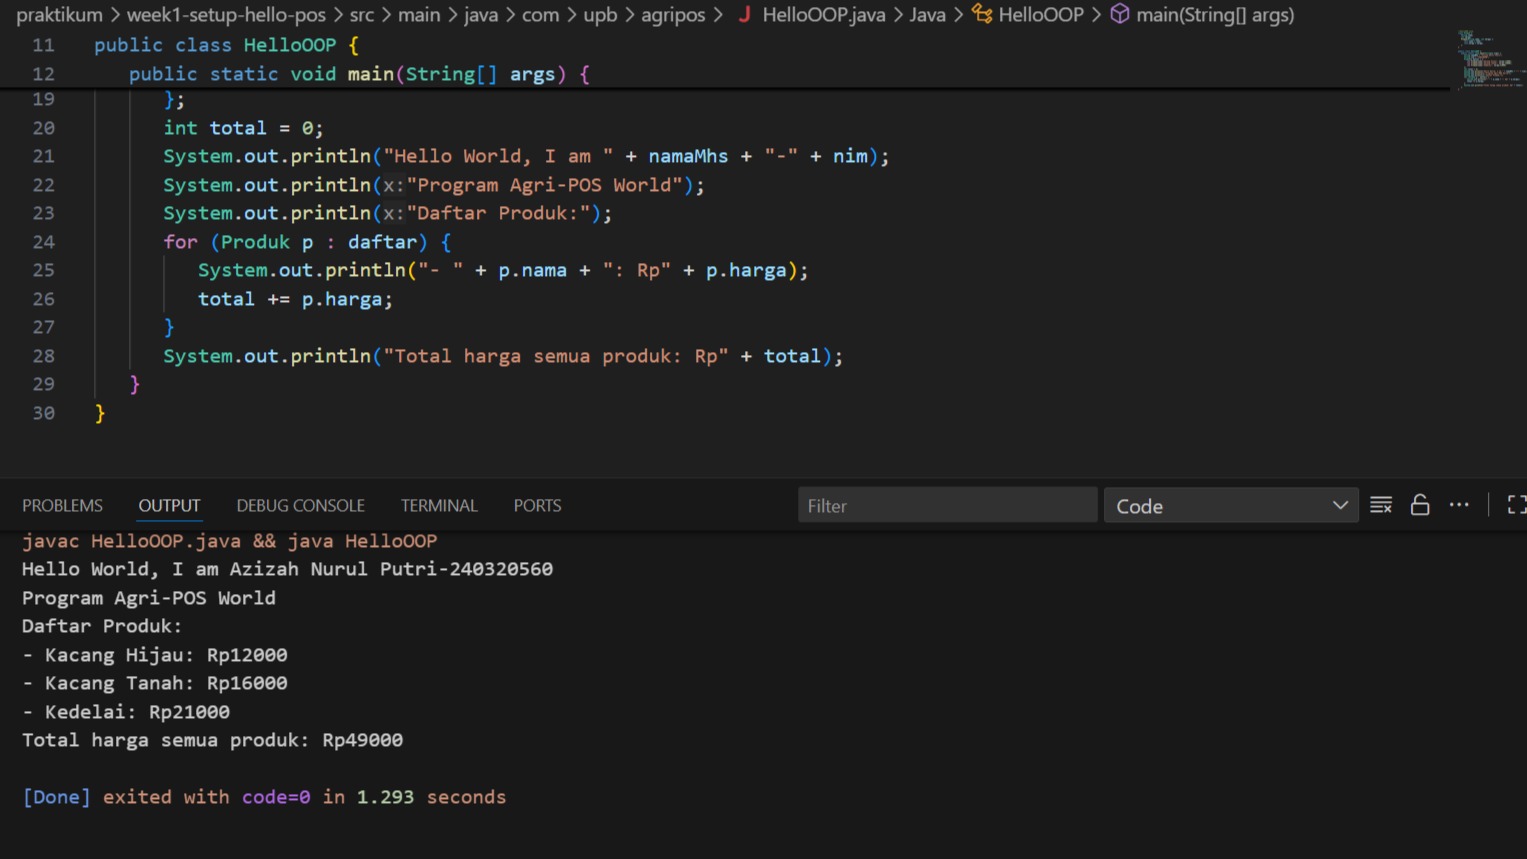 praktikum > week1-setup-hello-pos > src > main > java > com > upb > agripos > J HelloOOP.java > Java > HelloOOP > main(String[] args)
11 public class HelloOOP {
12 public static void main(String[] args) {
19 };
20 int total = 0;
21 System.out.println("Hello World, I am " + namaMhs + "-" + nim);
22 System.out.println(x:"Program Agri-POS World");
23 System.out.println(x:"Daftar Produk:");
24 for (Produk p : daftar) {
25 System.out.println("- " + p.nama + ": Rp" + p.harga);
26 total += p.harga;
27 }
28 System.out.println("Total harga semua produk: Rp" + total);
29 }
30 }
PROBLEMS OUTPUT DEBUG CONSOLE TERMINAL PORTS Filter Code
javac HelloOOP.java && java HelloOOP
Hello World, I am Azizah Nurul Putri-240320560
Program Agri-POS World
Daftar Produk:
- Kacang Hijau: Rp12000
- Kacang Tanah: Rp16000
- Kedelai: Rp21000
Total harga semua produk: Rp49000
[Done] exited with code=0 in 1.293 seconds